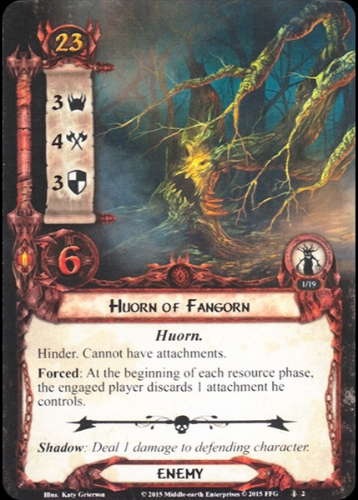 23
3
4
3
6
1/19
Huorn of Fangorn
Huorn.
Hinder. Cannot have attachments.
Forced: At the beginning of each resource phase,
the engaged player discards 1 attachment he
controls.
Shadow: Deal 1 damage to defending character.
ENEMY
Illus. Katy Grierson © 2015 Middle-earth Enterprises © 2015 FFG 2